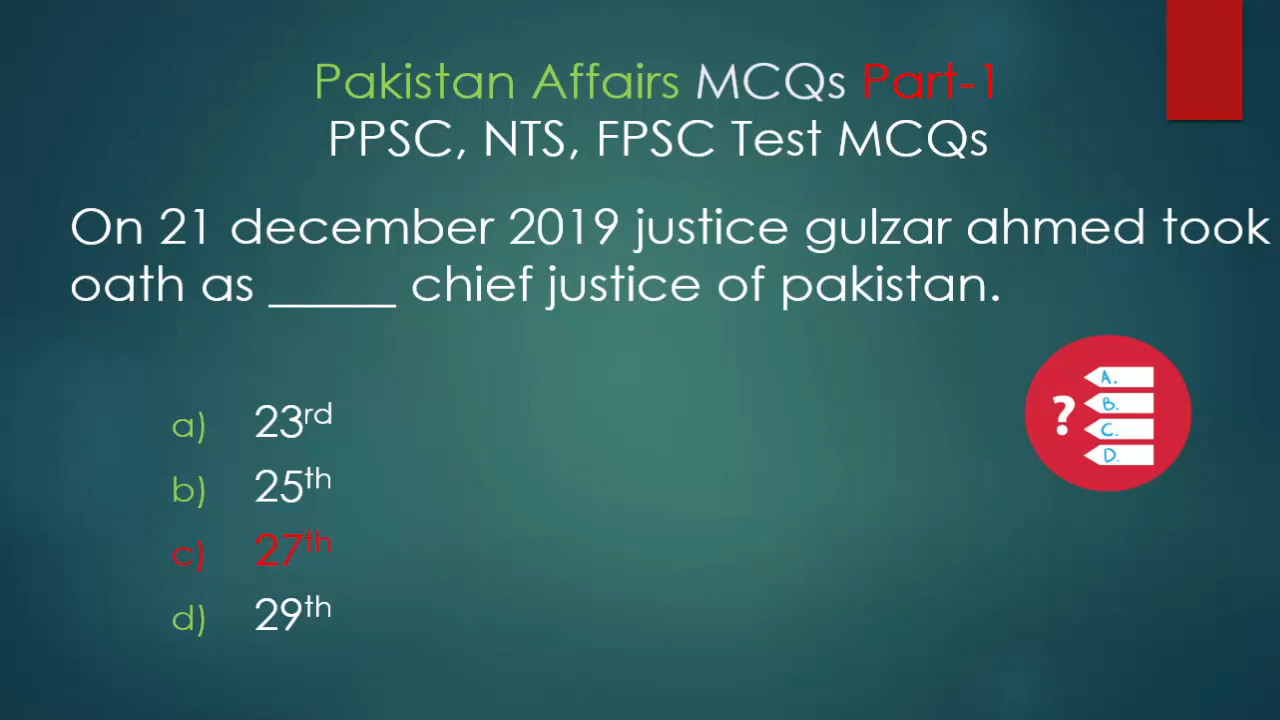 Pakistan Affairs MCQs Part-1
PPSC, NTS, FPSC Test MCQs
On 21 december 2019 justice gulzar ahmed took
oath as _____ chief justice of pakistan.
a) 23rd
b) 25th
c) 27th
d) 29th
?
A.
B.
C.
D.